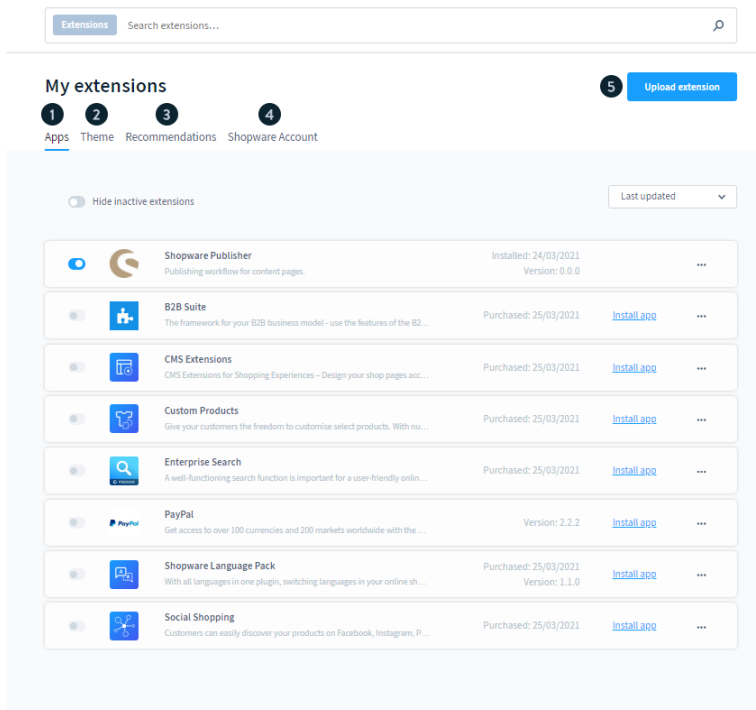 Extensions Search extensions...
My extensions
5 Upload extension
1 2 3 4
Apps Theme Recommendations Shopware Account
Hide inactive extensions Last updated
Shopware Publisher Installed: 24/03/2021
Publishing workflow for content pages. Version: 0.0.0
B2B Suite
The framework for your B2B business model - use the features of the B2... Purchased: 25/03/2021 Install app
CMS Extensions
CMS Extensions for Shopping Experiences – Design your shop pages acc... Purchased: 25/03/2021 Install app
Custom Products
Give your customers the freedom to customise select products. With nu... Purchased: 25/03/2021 Install app
Enterprise Search
A well-functioning search function is important for a user-friendly onlin... Purchased: 25/03/2021 Install app
PayPal
PayPal Get access to over 100 currencies and 200 markets worldwide with the ... Version: 2.2.2 Install app
Shopware Language Pack Purchased: 25/03/2021
With all languages in one plugin, switching languages in your online sh... Version: 1.1.0 Install app
Social Shopping
Customers can easily discover your products on Facebook, Instagram, P... Purchased: 25/03/2021 Install app